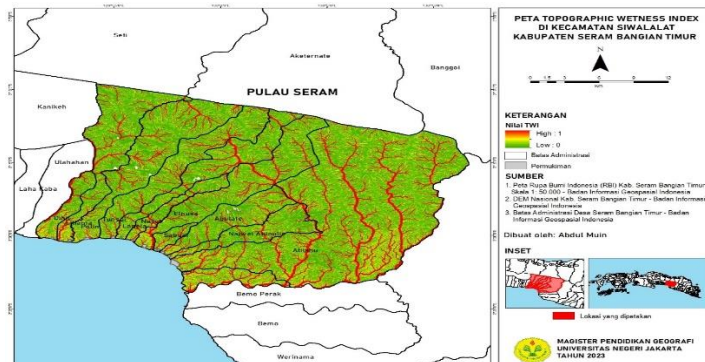 PETA TOPOGRAPHIC WETNESS INDEX
DI KECAMATAN SIWALALAT
KABUPATEN SERAM BANGIAN TIMUR
N
KETERANGAN
Nilai TWI
High : 1
Low : 0
Batas Administrasi
Permukiman
SUMBER
1. Peta Rupa Bumi Indonesia (RBI) Kab. Seram Bangian Timur
Skala 1: 50 000 - Badan Informasi Geospasial Indonesia
2. DEM Nasional Kab. Seram Bangian Timur - Badan Informasi
Geospasial Indonesia
3. Batas Administrasi Desa Seram Bangian Timur - Badan
Informasi Geospasial Indonesia
Dibuat oleh: Abdul Muin
INSET
Lokasi yang dipetakan
MAGISTER PENDIDIKAN GEOGRAFI
UNIVERSITAS NEGERI JAKARTA
TAHUN 2023
Seti
Aketernate
Banggoi
PULAU SERAM
Kanikeh
Ulahahan
Laha Kaba
Atiahu
Bemo Perak
Bemo
Werinama